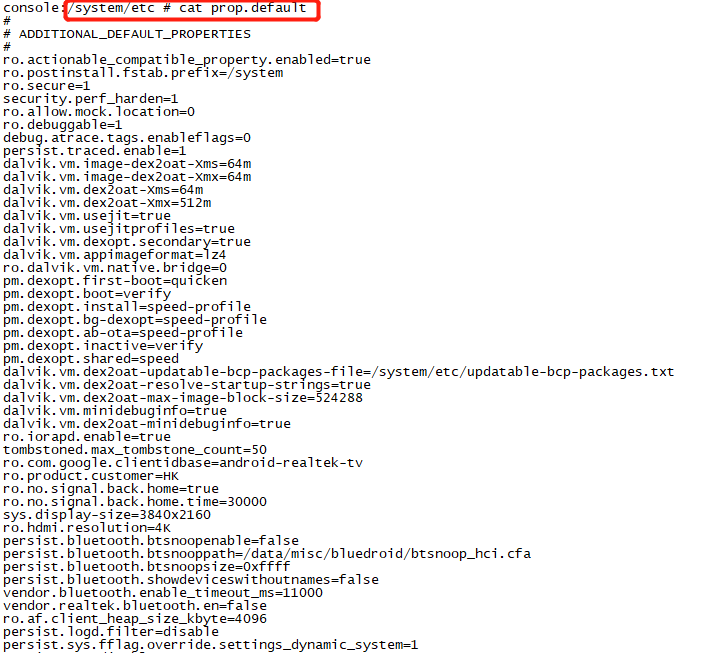 console:/system/etc # cat prop.default
#
# ADDITIONAL_DEFAULT_PROPERTIES
#
ro.actionable_compatible_property.enabled=true
ro.postinstall.fstab.prefix=/system
ro.secure=1
security.perf_harden=1
ro.allow.mock.location=0
ro.debuggable=1
debug.atrace.tags.enableflags=0
persist.traced.enable=1
dalvik.vm.image-dex2oat-Xms=64m
dalvik.vm.image-dex2oat-Xmx=64m
dalvik.vm.dex2oat-Xms=64m
dalvik.vm.dex2oat-Xmx=512m
dalvik.vm.usejit=true
dalvik.vm.usejitprofiles=true
dalvik.vm.dexopt.secondary=true
dalvik.vm.appimageformat=lz4
ro.dalvik.vm.native.bridge=0
pm.dexopt.first-boot=quicken
pm.dexopt.boot=verify
pm.dexopt.install=speed-profile
pm.dexopt.bg-dexopt=speed-profile
pm.dexopt.ab-ota=speed-profile
pm.dexopt.inactive=verify
pm.dexopt.shared=speed
dalvik.vm.dex2oat-updatable-bcp-packages-file=/system/etc/updatable-bcp-packages.txt
dalvik.vm.dex2oat-resolve-startup-strings=true
dalvik.vm.dex2oat-max-image-block-size=524288
dalvik.vm.minidebuginfo=true
dalvik.vm.dex2oat-minidebuginfo=true
ro.iorapd.enable=true
tombstoned.max_tombstone_count=50
ro.com.google.clientidbase=android-realtek-tv
ro.product.customer=HK
ro.no.signal.back.home=true
ro.no.signal.back.home.time=30000
sys.display-size=3840x2160
ro.hdmi.resolution=4K
persist.bluetooth.btsnoopenable=false
persist.bluetooth.btsnooppath=/data/misc/bluedroid/btsnoop_hci.cfa
persist.bluetooth.btsnoopsize=0xffff
persist.bluetooth.showdeviceswithoutnames=false
vendor.bluetooth.enable_timeout_ms=11000
vendor.realtek.bluetooth.en=false
ro.af.client_heap_size_kbyte=4096
persist.logd.filter=disable
persist.sys.fflag.override.settings_dynamic_system=1